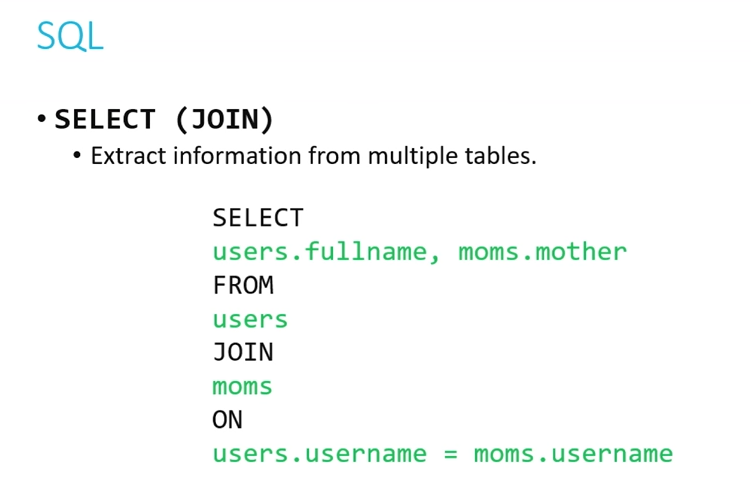 SQL
• SELECT (JOIN)
• Extract information from multiple tables.
SELECT
users.fullname, moms.mother
FROM
users
JOIN
moms
ON
users.username = moms.username